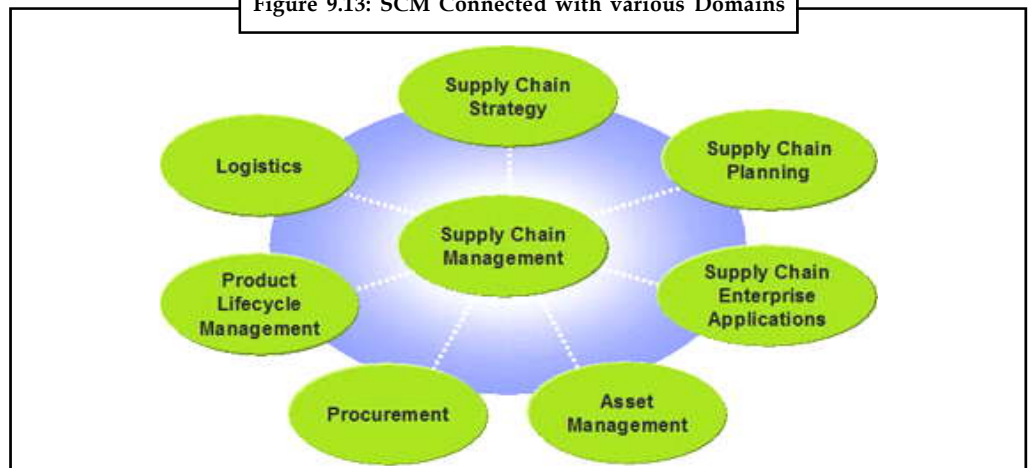 Figure 9.13: SCM Connected with various Domains
Supply Chain
Strategy
Logistics
Supply Chain
Planning
Supply Chain
Management
Product
Lifecycle
Management
Supply Chain
Enterprise
Applications
Procurement
Asset
Management